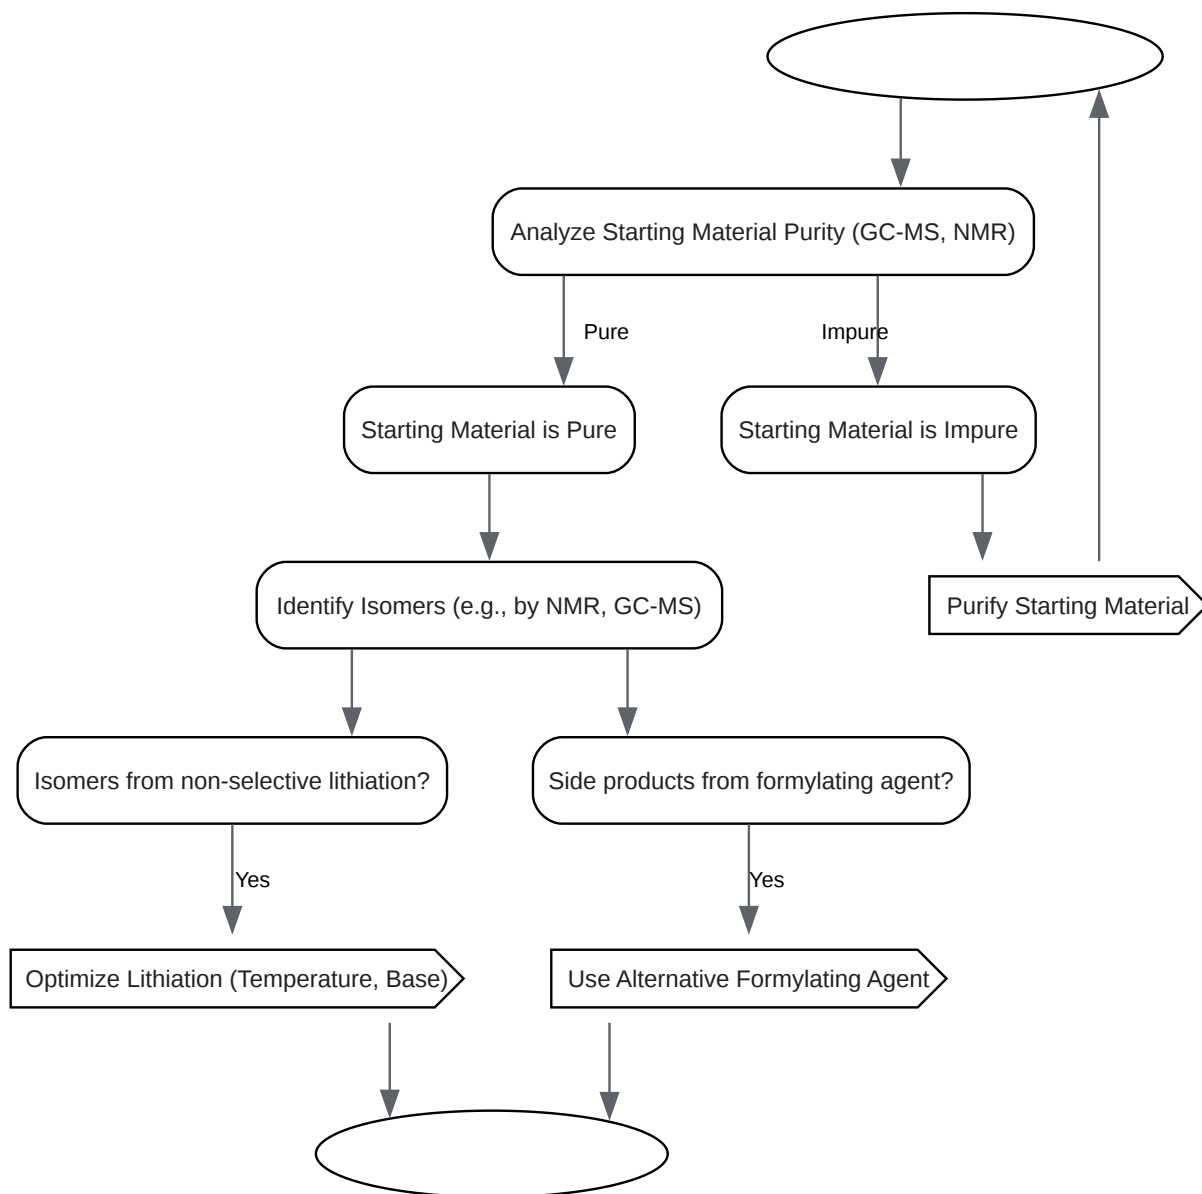 Analyze Starting Material Purity (GC-MS, NMR)
Pure
Impure
Starting Material is Pure
Starting Material is Impure
Identify Isomers (e.g., by NMR, GC-MS)
Purify Starting Material
Isomers from non-selective lithiation?
Side products from formylating agent?
Yes
Yes
Optimize Lithiation (Temperature, Base)
Use Alternative Formylating Agent